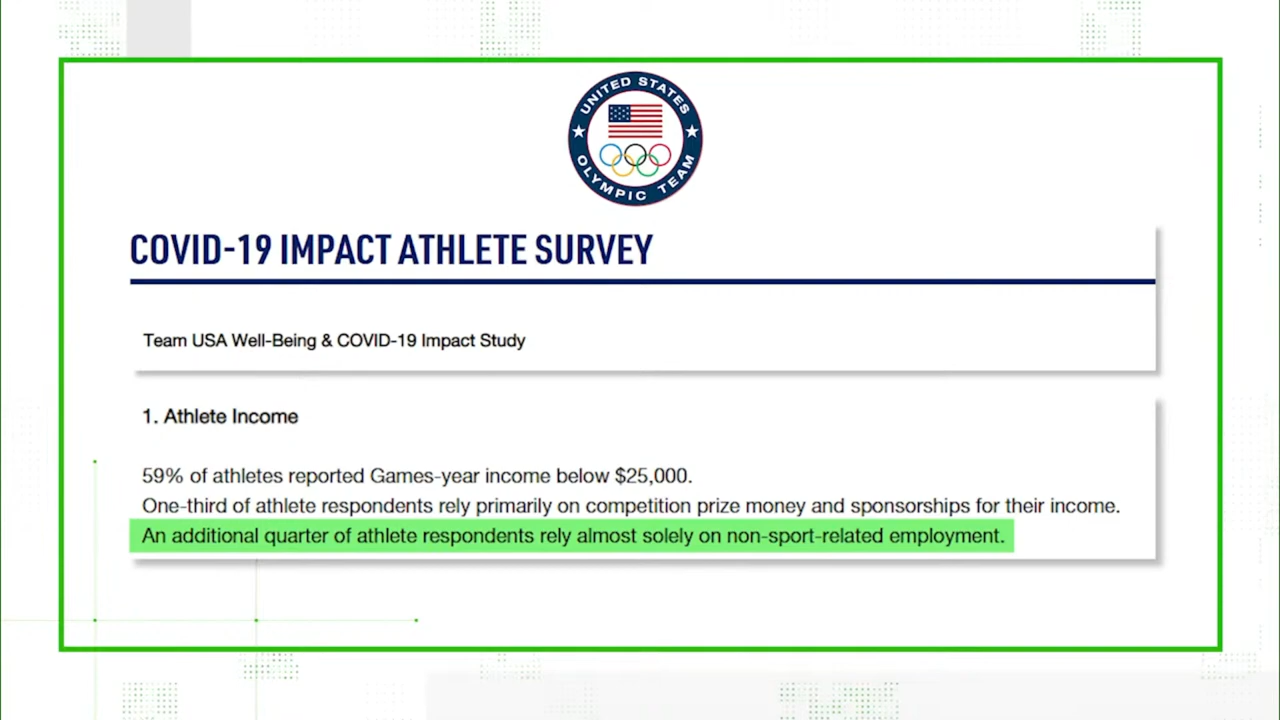 UNITED STATES
OLYMPIC TEAM
COVID-19 IMPACT ATHLETE SURVEY
Team USA Well-Being & COVID-19 Impact Study
1. Athlete Income
59% of athletes reported Games-year income below $25,000.
One-third of athlete respondents rely primarily on competition prize money and sponsorships for their income.
An additional quarter of athlete respondents rely almost solely on non-sport-related employment.